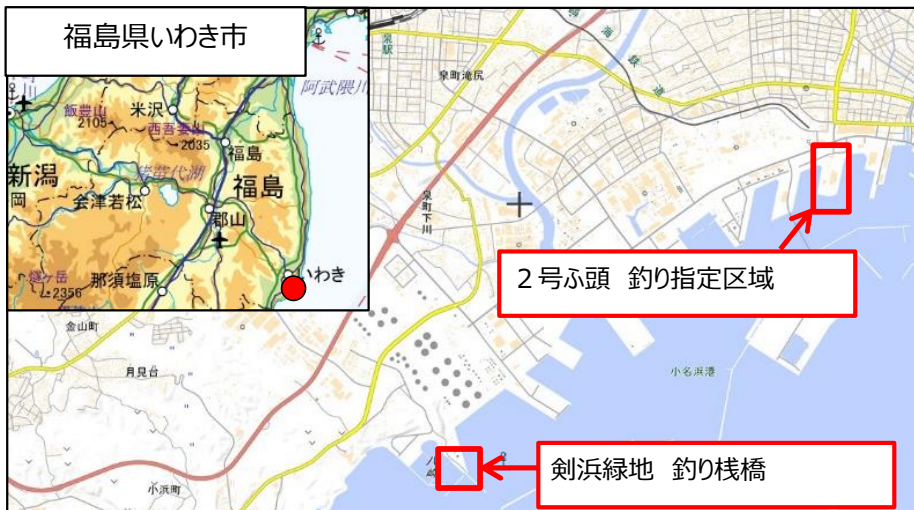 福島県いわき市
阿武隈川
飯豊山
2105
米沢
西吾妻山
2035
福島
新潟
猪苗代湖
会津若松
福島
郡山
いわき
那須塩原
2356
泉駅
泉町滝尻
泉町下川
2号ふ頭 釣り指定区域
金山町
月見台
小名浜港
小浜町
剣浜緑地 釣り桟橋